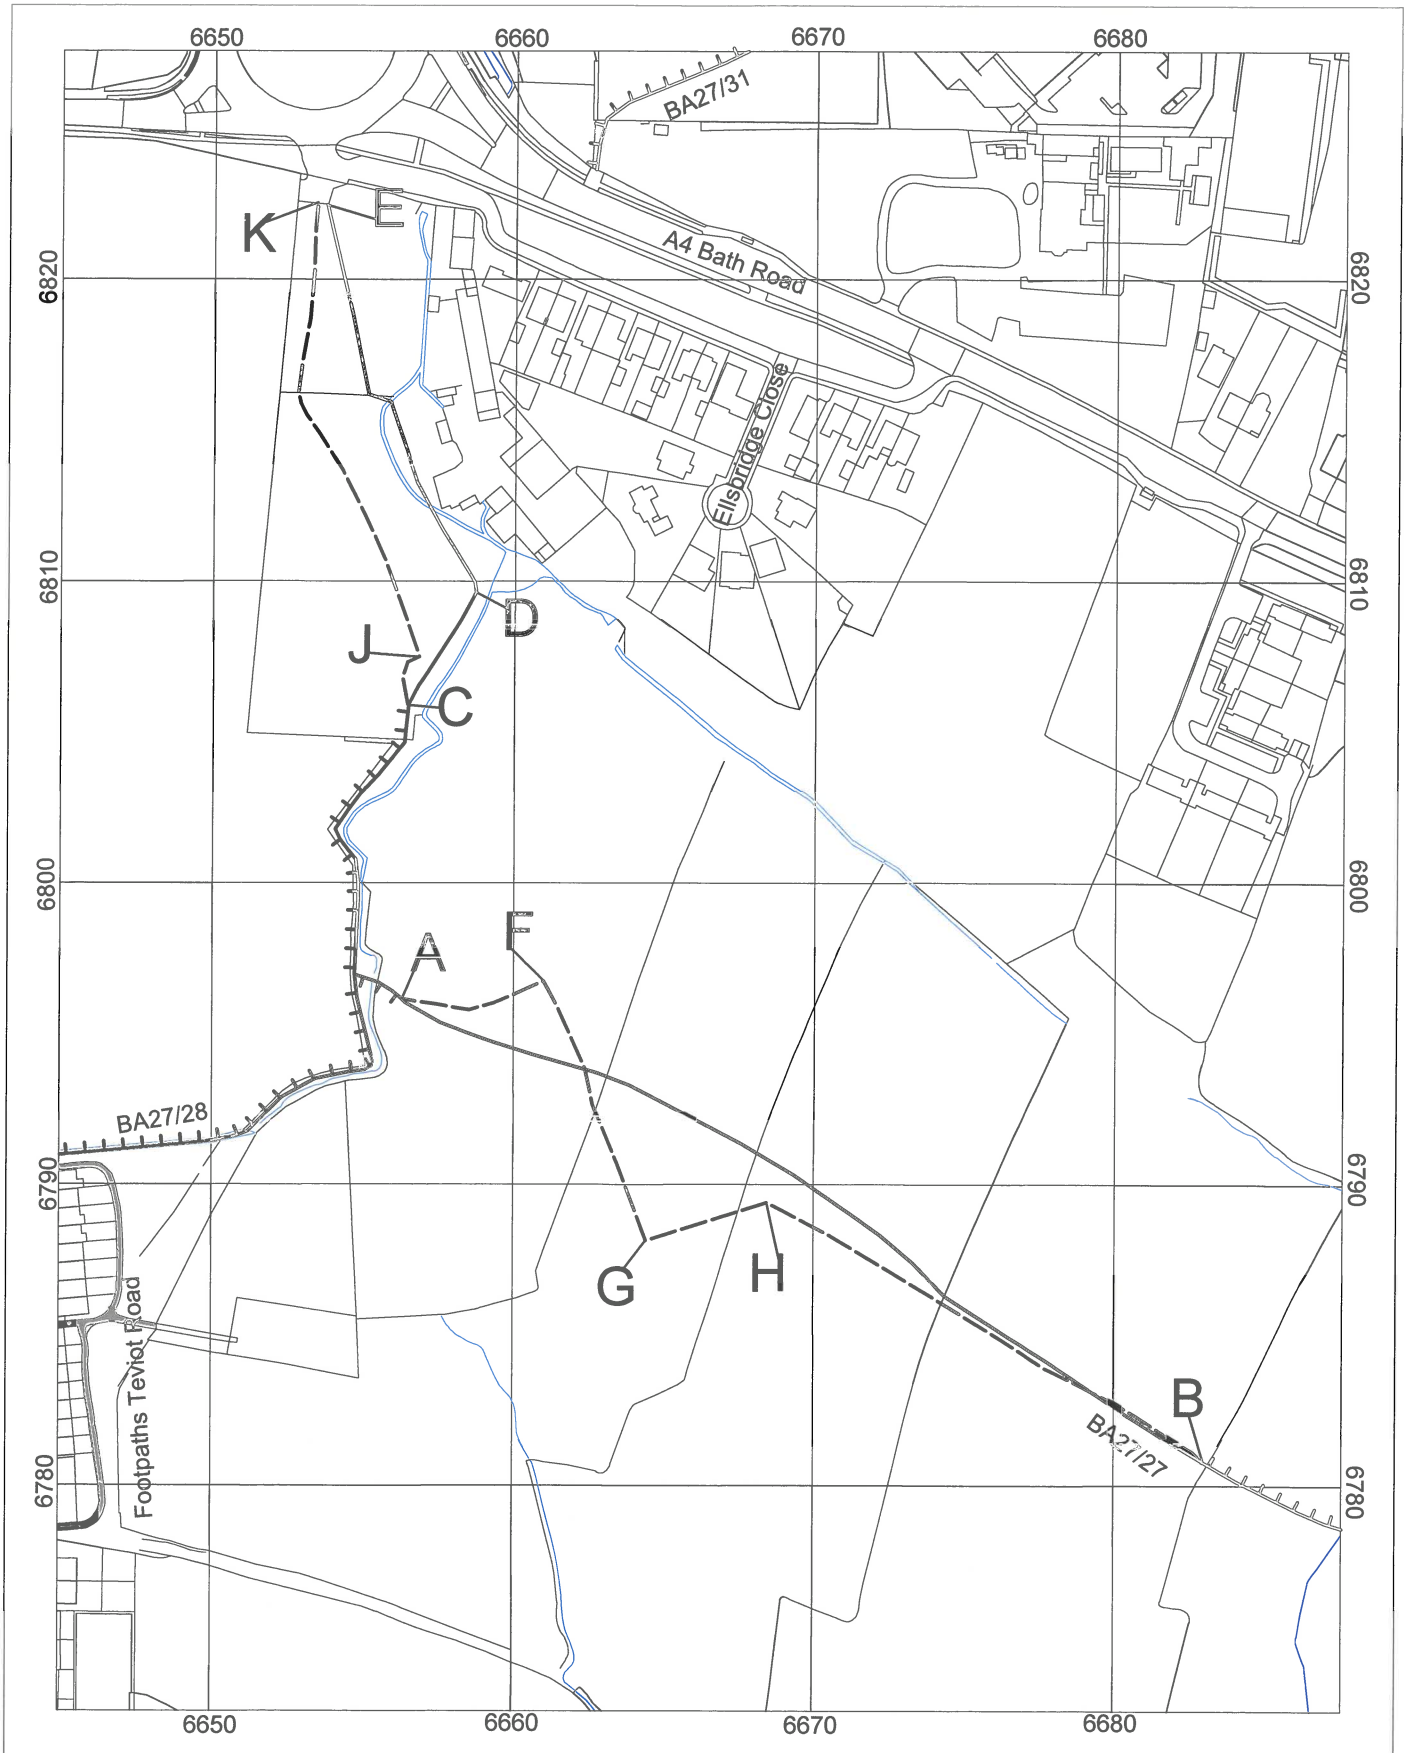 6650 6660 6670 6680
BA27/31
K E
A4 Bath Road
6820 6820
Ellsbridge Close
6810 6810
D
J
C
6800 6800
F
A
BA27/28
6790 6790
G H
Footpaths Teviot Road
B
BA27/27
6780 6780
6650 6660 6670 6680